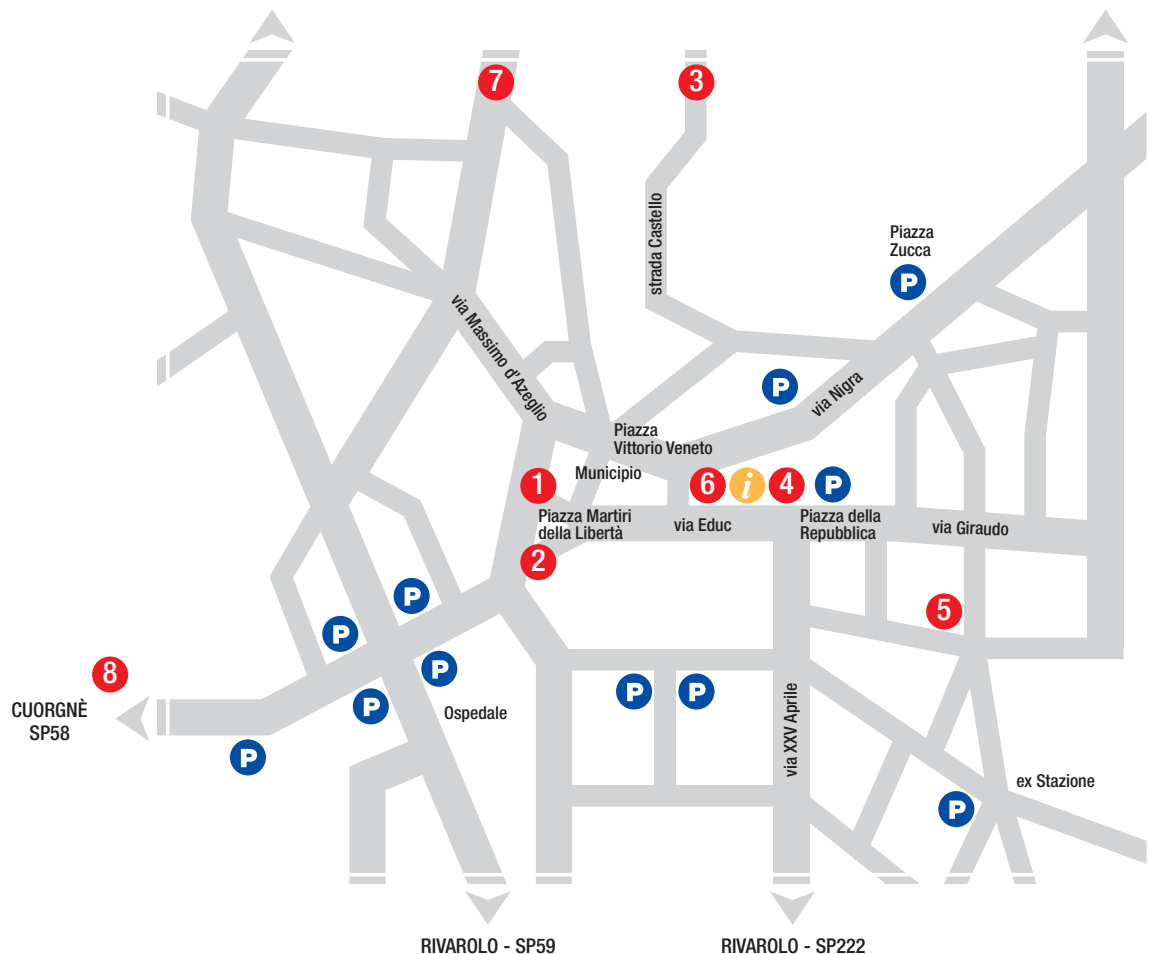 7
3
strada Castello
Piazza
Zucca
P
via Massimo d'Azeglio
P
via Nigra
Piazza
Vittorio Veneto
Municipio
1
6
i
4
P
Piazza Martiri
della Libertà
via Educ
Piazza della
Repubblica
via Giraudo
2
P
P
5
P
8
P
P
P
CUORGNÈ
SP58
Ospedale
P
via XXV Aprile
ex Stazione
P
RIVAROLO - SP59
RIVAROLO - SP222